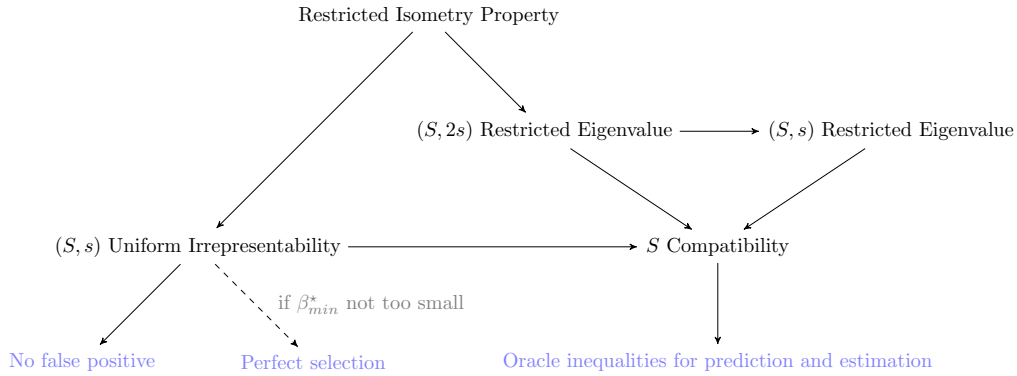 Restricted Isometry Property
(S, 2s) Restricted Eigenvalue
(S, s) Restricted Eigenvalue
(S, s) Uniform Irrepresentability
S Compatibility
if β⋆min not too small
No false positive
Perfect selection
Oracle inequalities for prediction and estimation